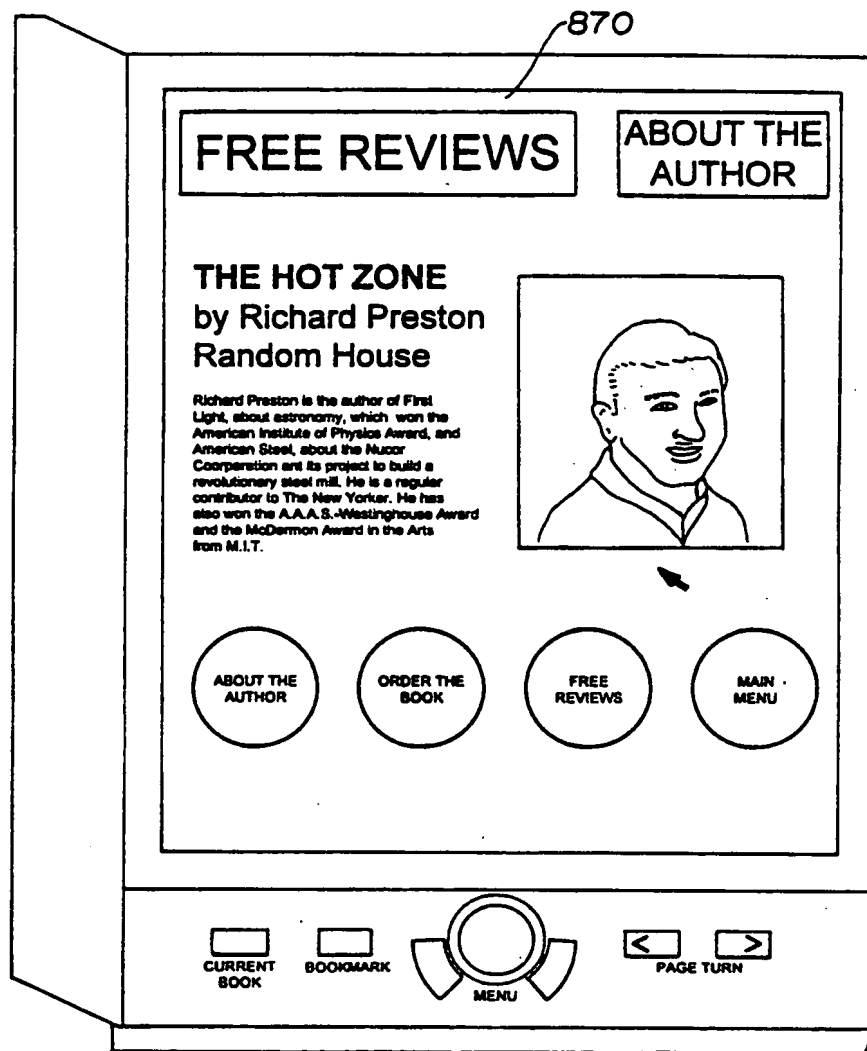 870
FREE REVIEWS
ABOUT THE
AUTHOR
THE HOT ZONE
by Richard Preston
Random House
Richard Preston is the author of First
Light, about astronomy, which won the
American Institute of Physics Award, and
American Steel, about the Nucor
Coorperation ant its project to build a
revolutionary steel mill. He is a regular
contributor to The New Yorker. He has
also won the A.A.A.S.-Westinghouse Award
and the McDermon Award in the Arts
from M.I.T.
ABOUT THE
AUTHOR
ORDER THE
BOOK
FREE
REVIEWS
MAIN
MENU
CURRENT
BOOK
BOOKMARK
MENU
< >
PAGE TURN